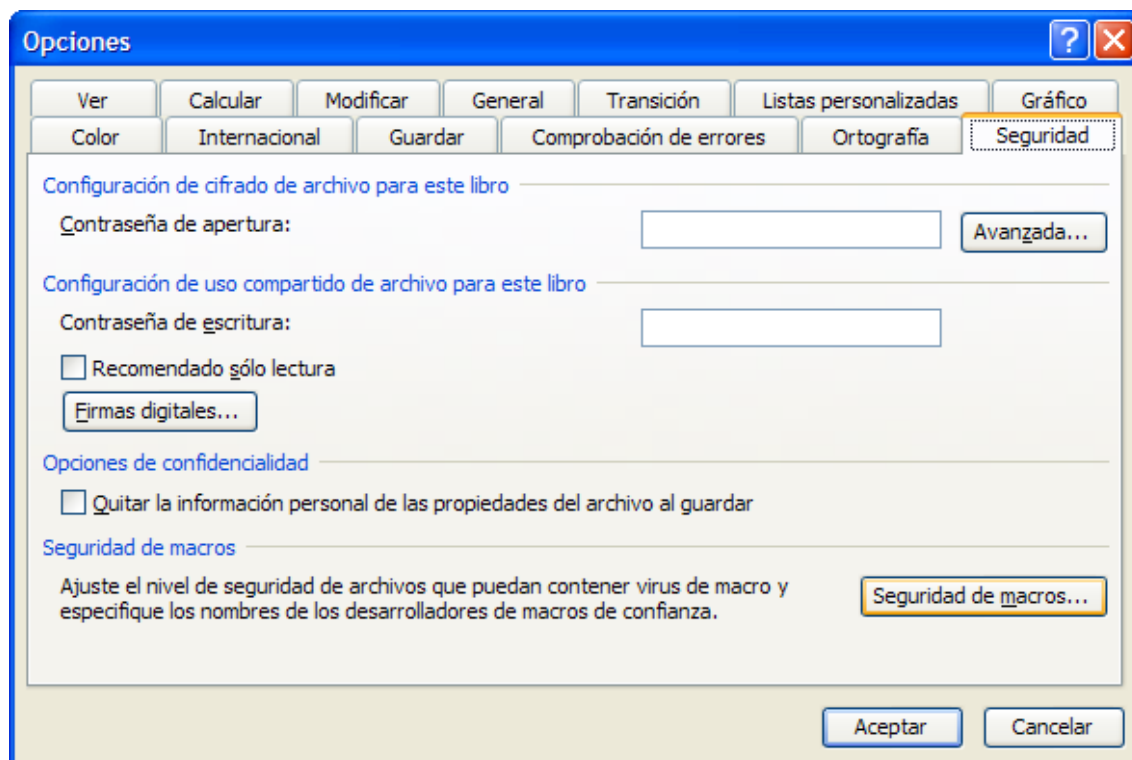 Opciones
Ver Calcular Modificar General Transición Listas personalizadas Gráfico
Color Internacional Guardar Comprobación de errores Ortografía Seguridad
Configuración de cifrado de archivo para este libro
Contraseña de apertura: Avanzada...
Configuración de uso compartido de archivo para este libro
Contraseña de escritura:
Recomendado sólo lectura
Firmas digitales...
Opciones de confidencialidad
Quitar la información personal de las propiedades del archivo al guardar
Seguridad de macros
Ajuste el nivel de seguridad de archivos que puedan contener virus de macro y
especifique los nombres de los desarrolladores de macros de confianza.
Seguridad de macros...
Aceptar Cancelar